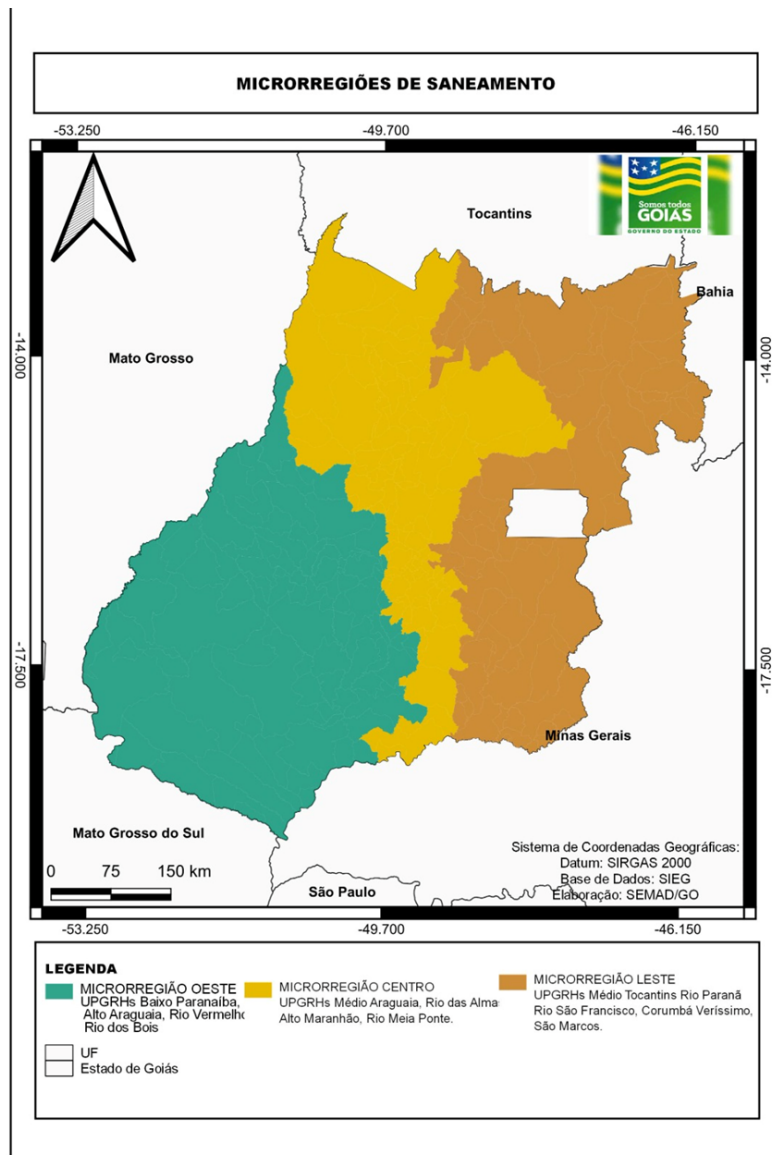 MICRORREGIÕES DE SANEAMENTO
-53.250
-49.700
-46.150
Somos todos
GOIÁS
GOVERNO DO ESTADO
Tocantins
Bahia
-14.000
Mato Grosso
-14.000
-17.500
-17.500
Minas Gerais
Mato Grosso do Sul
Sistema de Coordenadas Geográficas:
Datum: SIRGAS 2000
Base de Dados: SIEG
Elaboração: SEMAD/GO
0 75 150 km
São Paulo
-53.250
-49.700
-46.150
LEGENDA
MICRORREGIÃO OESTE
UPGRHs Baixo Paranaíba,
Alto Araguaia, Rio Vermelho
Rio dos Bois
MICRORREGIÃO CENTRO
UPGRHs Médio Araguaia, Rio das Alma
Alto Maranhão, Rio Meia Ponte.
MICRORREGIÃO LESTE
UPGRHs Médio Tocantins Rio Paranã
Rio São Francisco, Corumbá Veríssimo,
São Marcos.
UF
Estado de Goiás